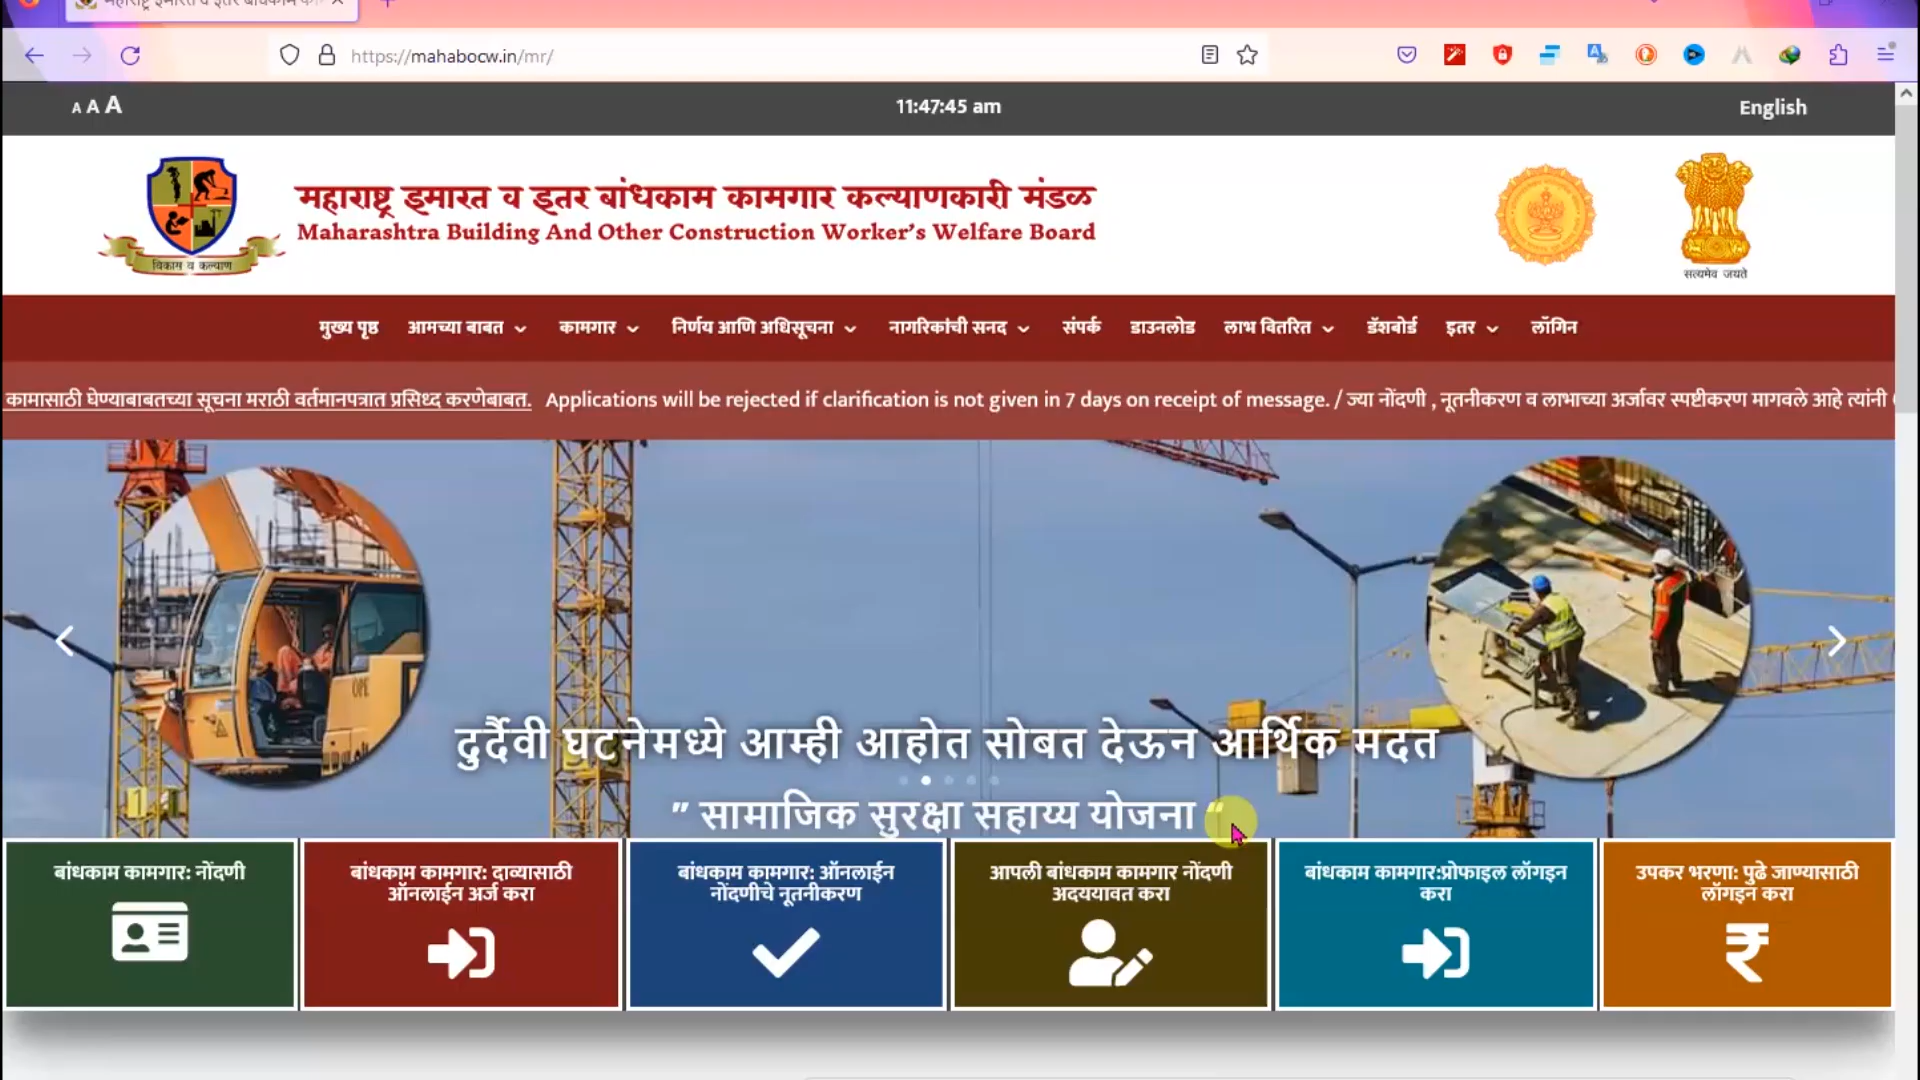 https://mahabocw.in/mr/
A A A
11:47:45 am
English
महाराष्ट्र इमारत व इतर बांधकाम कामगार कल्याणकारी मंडळ
Maharashtra Building And Other Construction Worker's Welfare Board
विकास व कल्याण
सत्यमेव जयते
मुख्य पृष्ठ आमच्या बाबत कामगार निर्णय आणि अधिसूचना नागरिकांची सनद संपर्क डाउनलोड लाभ वितरित डॅशबोर्ड इतर लॉगिन
कामासाठी घेण्याबाबतच्या सूचना मराठी वर्तमानपत्रात प्रसिध्द करणेबाबत. Applications will be rejected if clarification is not given in 7 days on receipt of message. / ज्या नोंदणी , नूतनीकरण व लाभाच्या अर्जावर स्पष्टीकरण मागवले आहे त्यांनी
दुर्दैवी घटनेमध्ये आम्ही आहोत सोबत देऊन आर्थिक मदत
" सामाजिक सुरक्षा सहाय्य योजना "
बांधकाम कामगार: नोंदणी
बांधकाम कामगार: दाव्यासाठी
ऑनलाईन अर्ज करा
बांधकाम कामगार: ऑनलाईन
नोंदणीचे नूतनीकरण
आपली बांधकाम कामगार नोंदणी
अदययावत करा
बांधकाम कामगार:प्रोफाइल लॉगइन
करा
उपकर भरणा: पुढे जाण्यासाठी
लॉगइन करा